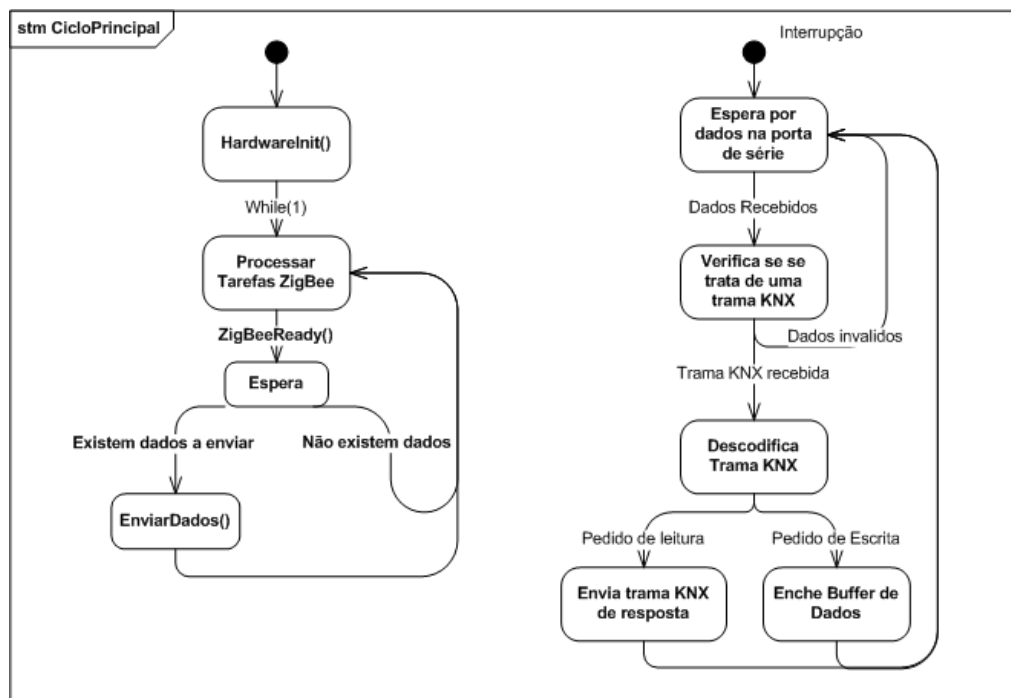 stm CicloPrincipal
HardwareInit()
While(1)
Processar
Tarefas ZigBee
ZigBeeReady()
Espera
Existem dados a enviar
Não existem dados
EnviarDados()
Interrupção
Espera por
dados na porta
de série
Dados Recebidos
Verifica se se
trata de uma
trama KNX
Dados invalidos
Trama KNX recebida
Descodifica
Trama KNX
Pedido de leitura
Pedido de Escrita
Envia trama KNX
de resposta
Enche Buffer de
Dados